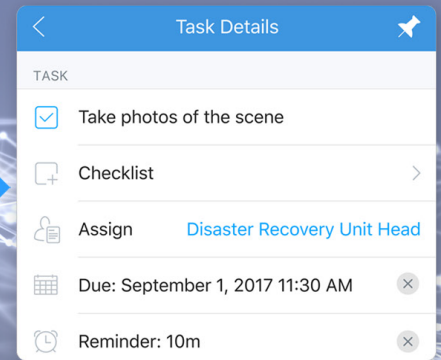 Task Details
TASK
Take photos of the scene
Checklist
Assign Disaster Recovery Unit Head
Due: September 1, 2017 11:30 AM
Reminder: 10m